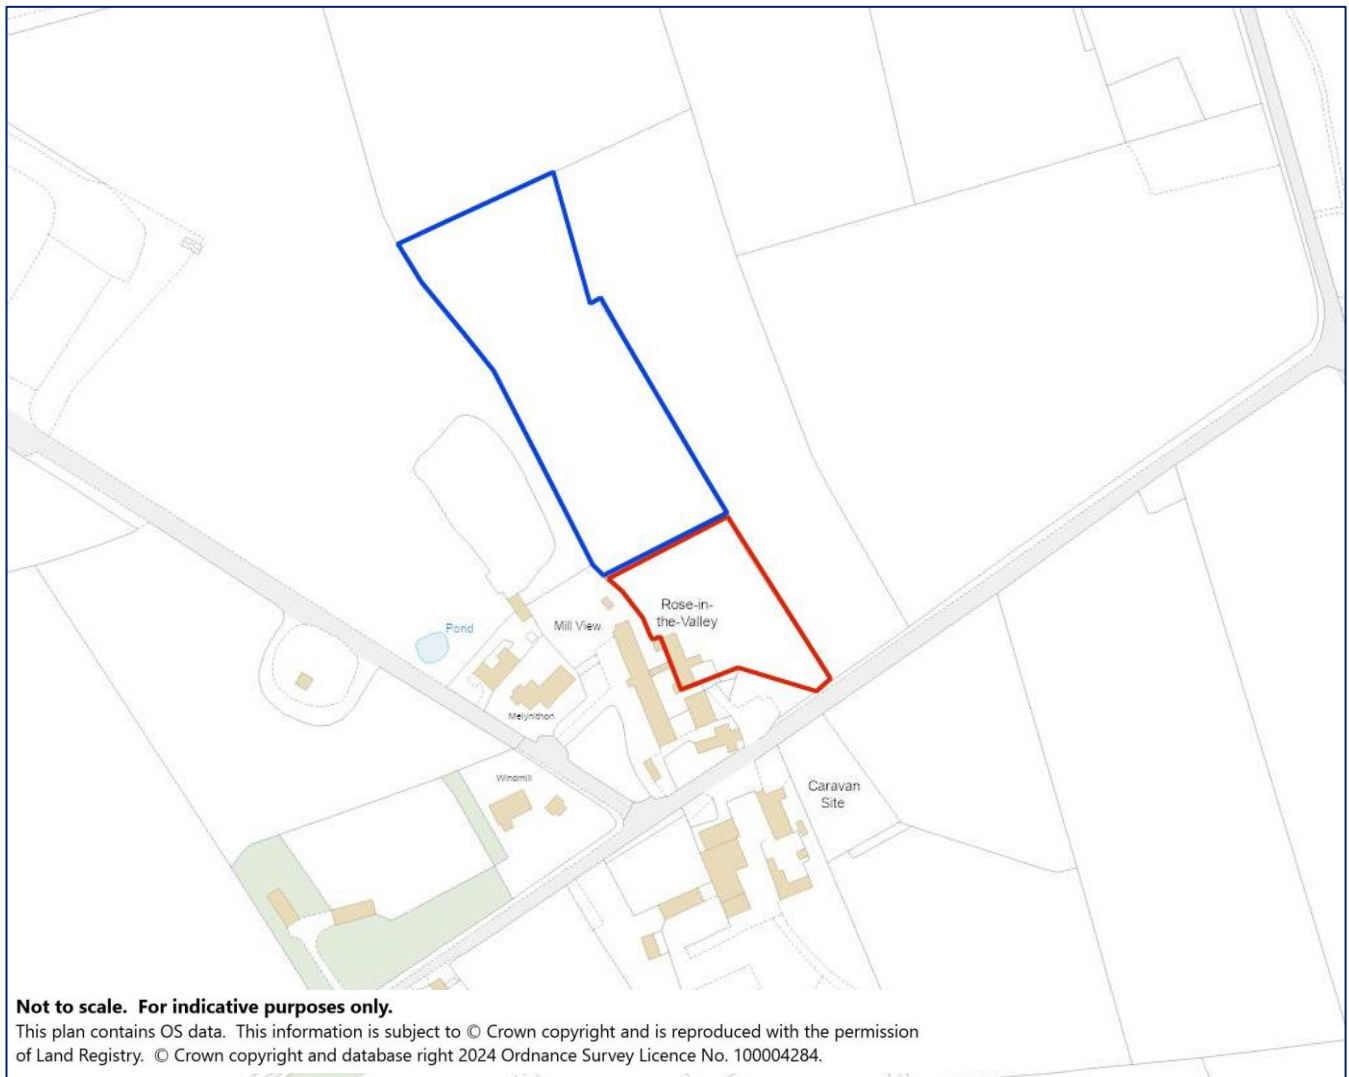 Rose-in-
the-Valley
Mill View
Pond
Melynithon
Windmill
Caravan
Site
Not to scale.  For indicative purposes only.
This plan contains OS data.  This information is subject to © Crown copyright and is reproduced with the permission
of Land Registry.  © Crown copyright and database right 2024 Ordnance Survey Licence No. 100004284.